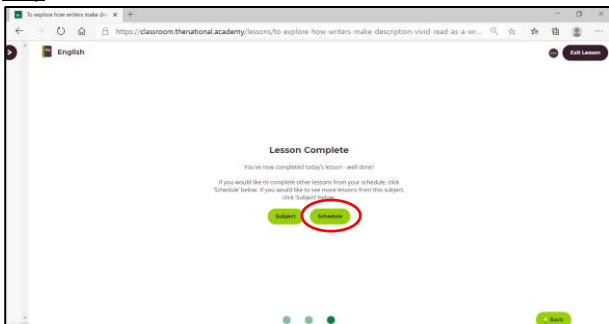 To explore how writers make de
https://classroom.thenational.academy/lessons/to-explore-how-writers-make-description-vivid-read-as-a-wr...
English
Exit Lesson
Lesson Complete
You've now completed today's lesson - well done!
If you would like to complete other lessons from your schedule, click
'Schedule' below. If you would like to see more lessons from this subject,
click 'Subject' below.
Subject
Schedule
Back